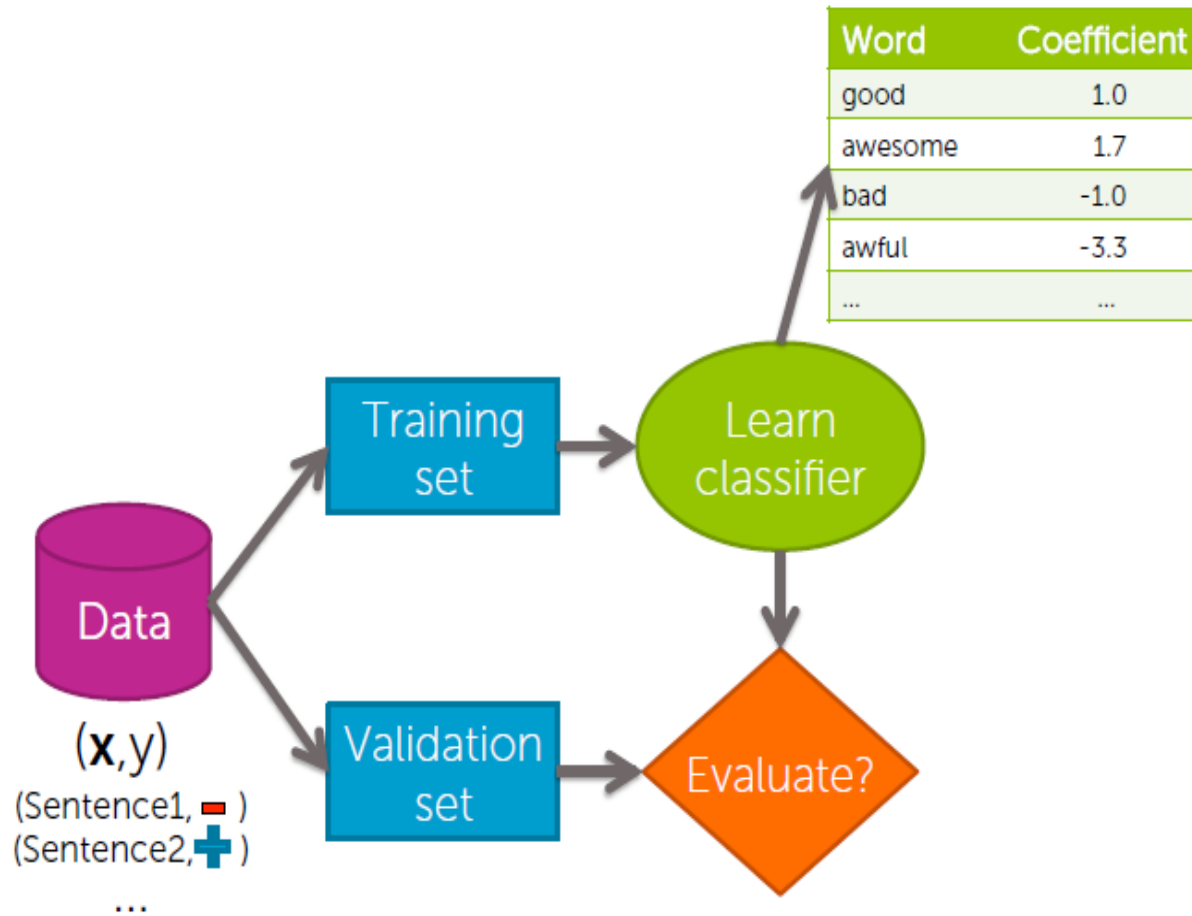 Word Coefficient
good 1.0
awesome 1.7
bad -1.0
awful -3.3
... ...
Training
set
Learn
classifier
Data
(x,y)
(Sentence1, - )
(Sentence2, + )
...
Validation
set
Evaluate?